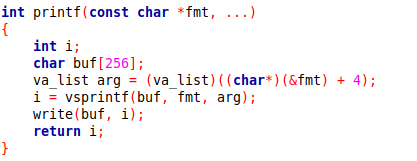 int printf(const char *fmt, ...)
{
    int i;
    char buf[256];
    va_list arg = (va_list)((char*)(&fmt) + 4);
    i = vsprintf(buf, fmt, arg);
    write(buf, i);
    return i;
}